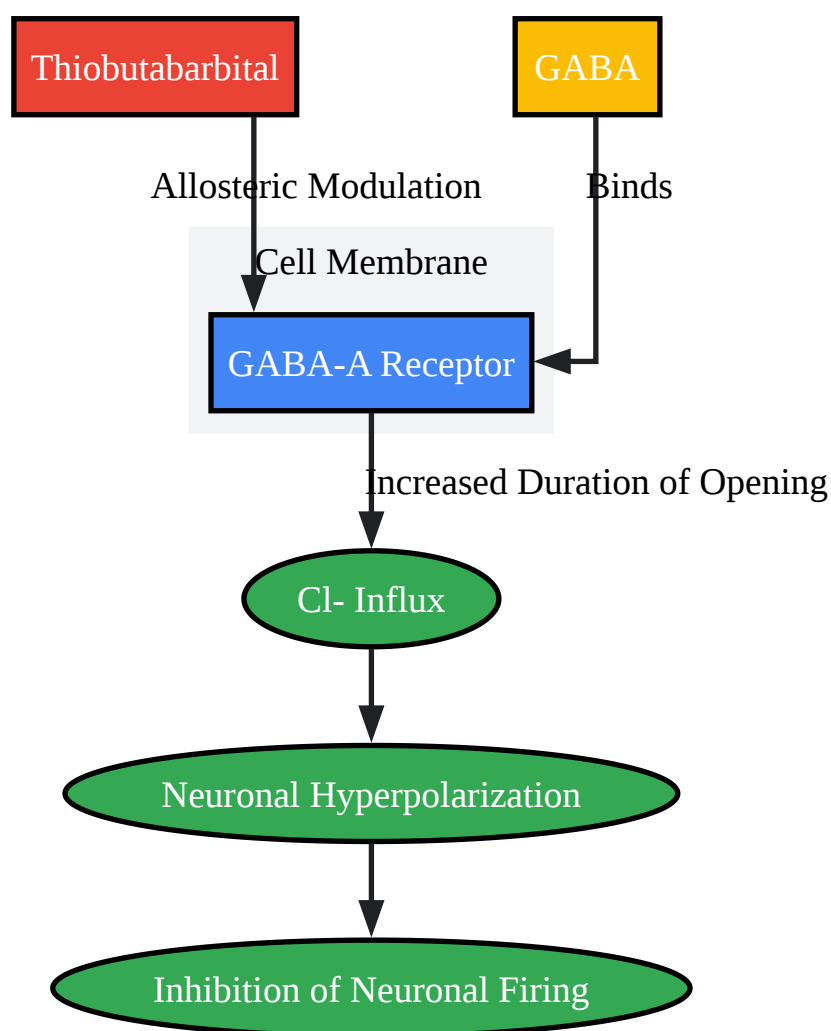 Thiobutabarbital
GABA
Allosteric Modulation
Binds
Cell Membrane
GABA-A Receptor
Increased Duration of Opening
Cl- Influx
Neuronal Hyperpolarization
Inhibition of Neuronal Firing